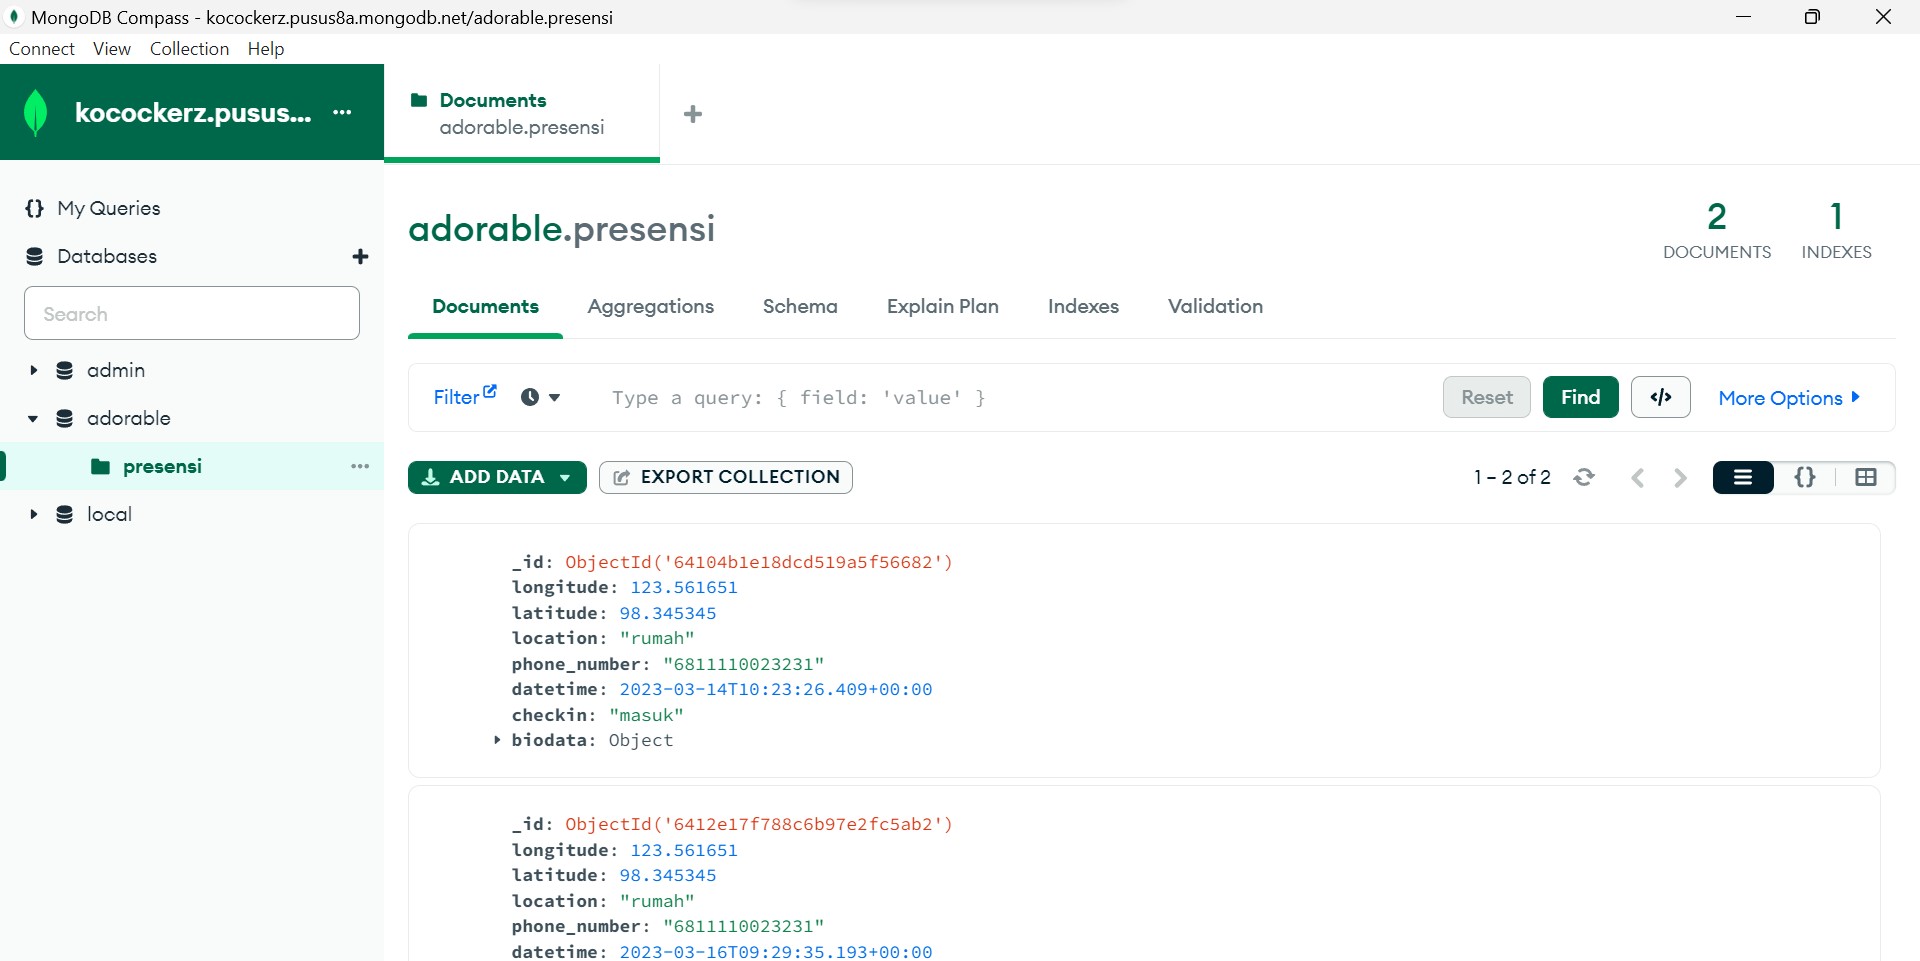 MongoDB Compass - kocockerz.pusus8a.mongodb.net/adorable.presensi
Connect View Collection Help
kocockerz.pusus... ...
Documents
adorable.presensi
+
{} My Queries
Databases +
Search
admin
adorable
presensi ...
local
adorable.presensi
2
DOCUMENTS
1
INDEXES
Documents Aggregations Schema Explain Plan Indexes Validation
Filter Type a query: { field: 'value' } Reset Find </> More Options
ADD DATA EXPORT COLLECTION 1 – 2 of 2 {}
_id: ObjectId('64104b1e18dcd519a5f56682')
longitude: 123.561651
latitude: 98.345345
location: "rumah"
phone_number: "6811110023231"
datetime: 2023-03-14T10:23:26.409+00:00
checkin: "masuk"
biodata: Object
_id: ObjectId('6412e17f788c6b97e2fc5ab2')
longitude: 123.561651
latitude: 98.345345
location: "rumah"
phone_number: "6811110023231"
datetime: 2023-03-16T09:29:35.193+00:00